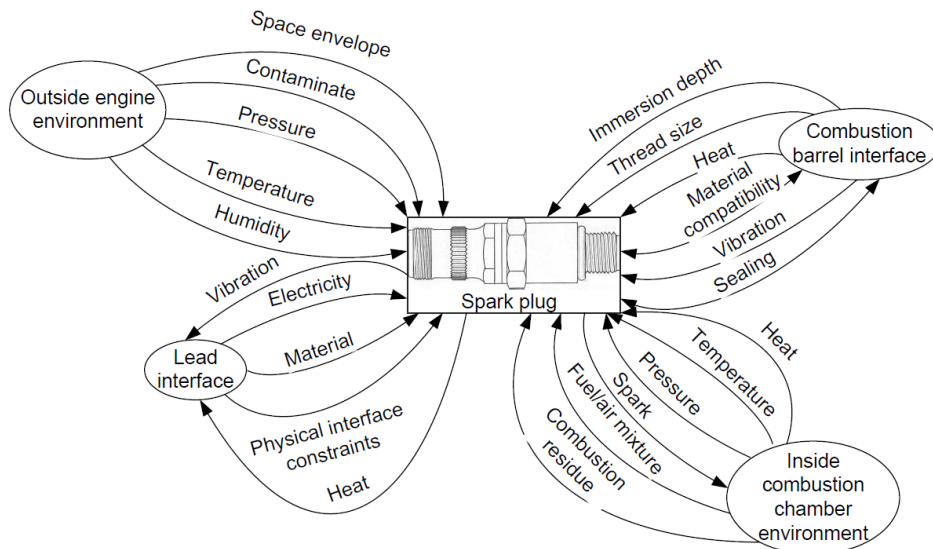 Space envelope
Contaminate
Pressure
Temperature
Humidity
Outside engine
environment
Immersion depth
Thread size
Heat
Material
compatibility
Vibration
Sealing
Combustion
barrel interface
Spark plug
Vibration
Electricity
Material
Physical interface
constraints
Heat
Lead
interface
Heat
Temperature
Pressure
Spark
Fuel/air mixture
Combustion
residue
Inside
combustion
chamber
environment